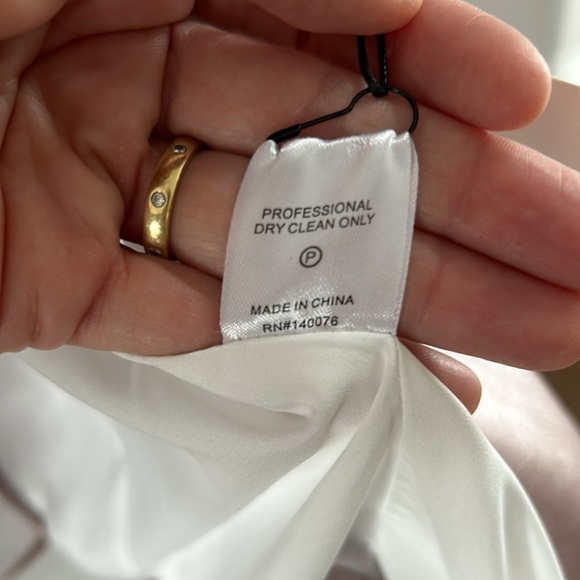 PROFESSIONAL
DRY CLEAN ONLY
P
MADE IN CHINA
RN#140076